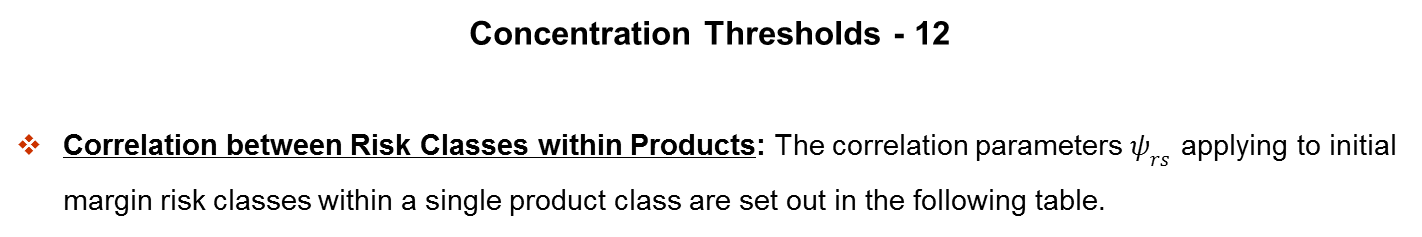 Concentration Thresholds - 12
❖ Correlation between Risk Classes within Products: The correlation parameters ψrs applying to initial
margin risk classes within a single product class are set out in the following table.